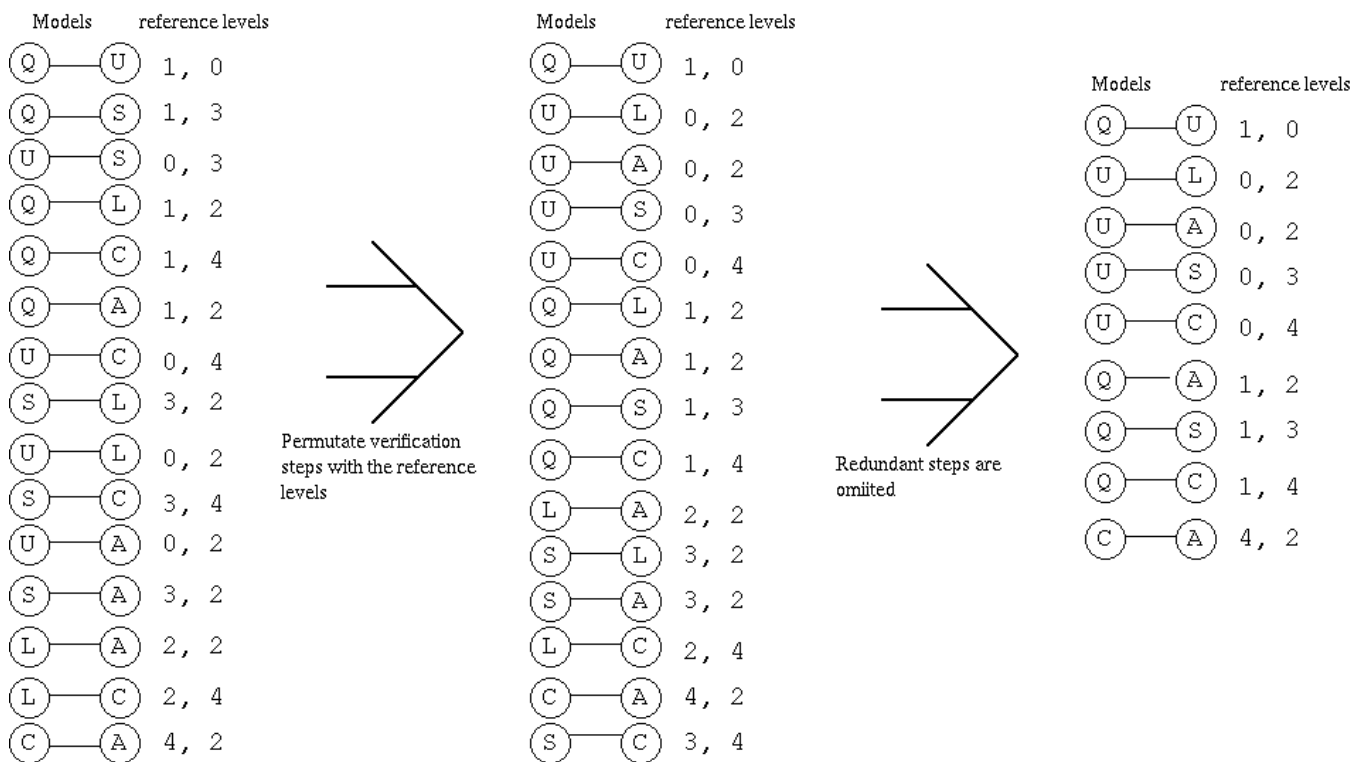 Models reference levels
Q U 1, 0
Q S 1, 3
U S 0, 3
Q L 1, 2
Q C 1, 4
Q A 1, 2
U C 0, 4
S L 3, 2
U L 0, 2
S C 3, 4
U A 0, 2
S A 3, 2
L A 2, 2
L C 2, 4
C A 4, 2
Permutate verification
steps with the reference
levels
Models reference levels
Q U 1, 0
U L 0, 2
U A 0, 2
U S 0, 3
U C 0, 4
Q L 1, 2
Q A 1, 2
Q S 1, 3
Q C 1, 4
L A 2, 2
S L 3, 2
S A 3, 2
L C 2, 4
C A 4, 2
S C 3, 4
Redundant steps are
omiited
Models reference levels
Q U 1, 0
U L 0, 2
U A 0, 2
U S 0, 3
U C 0, 4
Q A 1, 2
Q S 1, 3
Q C 1, 4
C A 4, 2